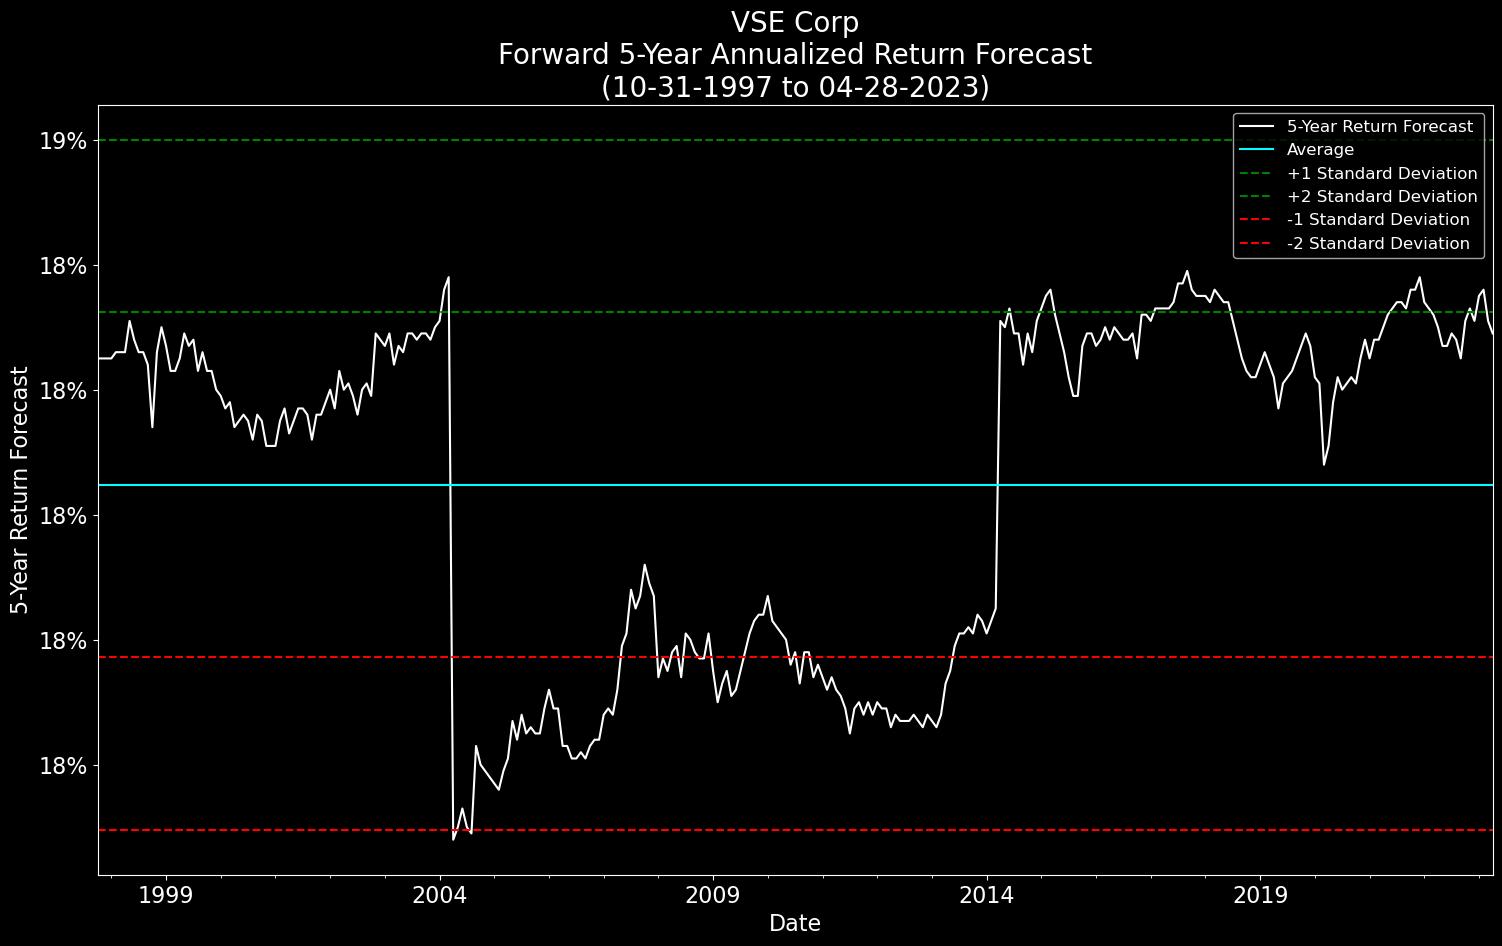 VSE Corp
Forward 5-Year Annualized Return Forecast
(10-31-1997 to 04-28-2023)
5-Year Return Forecast
19%
18%
18%
18%
18%
18%
5-Year Return Forecast
Average
+1 Standard Deviation
+2 Standard Deviation
-1 Standard Deviation
-2 Standard Deviation
1999
2004
2009
2014
2019
Date